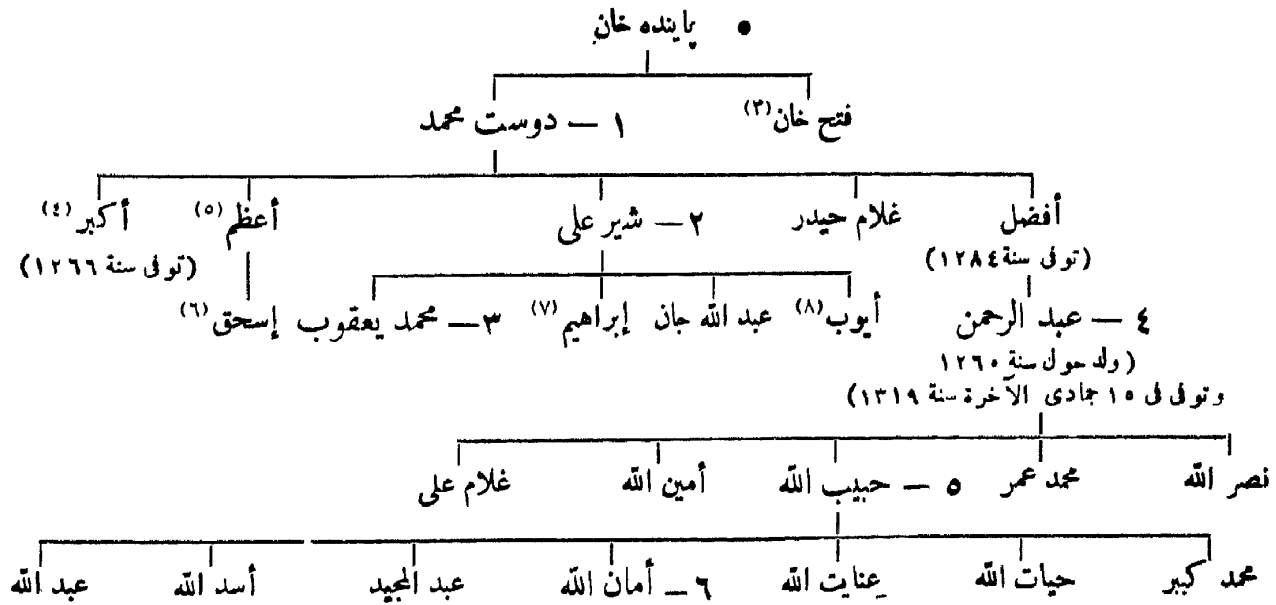 • پاینده خان
فتح خان (٣) ١ — دوست محمد
أفضل غلام حيدر ٢ — شير على أعظم (٥) أكبر (٤)
(توفى سنة ١٢٨٤) (توفى سنة ١٢٦٦)
٤ — عبد الرحمن أيوب (٨) عبد الله جان إبراهيم (٧) ٣ — محمد يعقوب إسحق (٦)
(ولد حول سنة ١٢٦٠
وتوفى فى ١٥ جمادى الآخرة سنة ١٣١٩)
نصر الله محمد عمر ٥ — حبيب الله أمين الله غلام على
محمد كبير حيات الله عنايت الله ٦ — أمان الله عبد المجيد أسد الله عبد الله